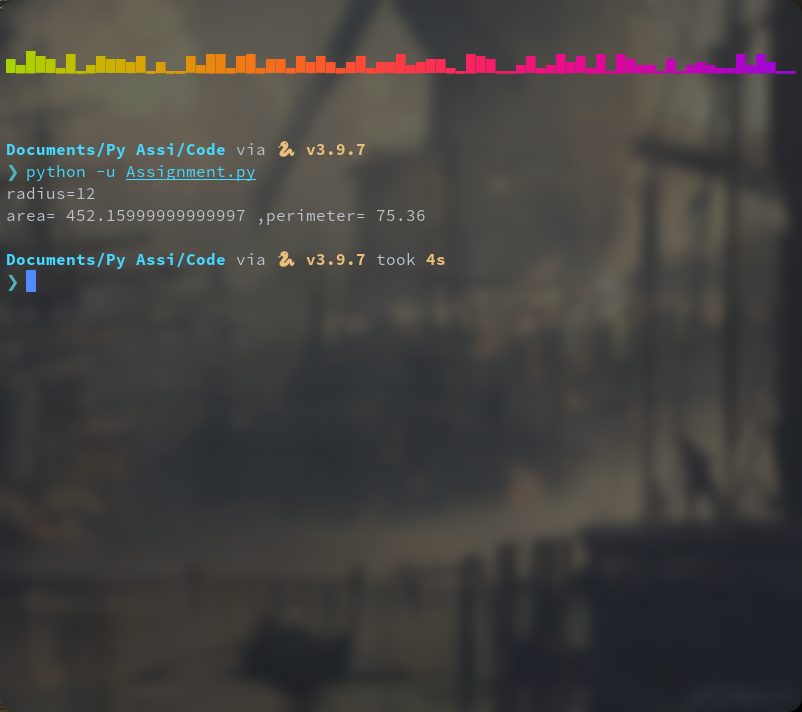 Documents/Py Assi/Code via 🐍 v3.9.7
❯ python -u Assignment.py
radius=12
area= 452.15999999999997 ,perimeter= 75.36
Documents/Py Assi/Code via 🐍 v3.9.7 took 4s
❯